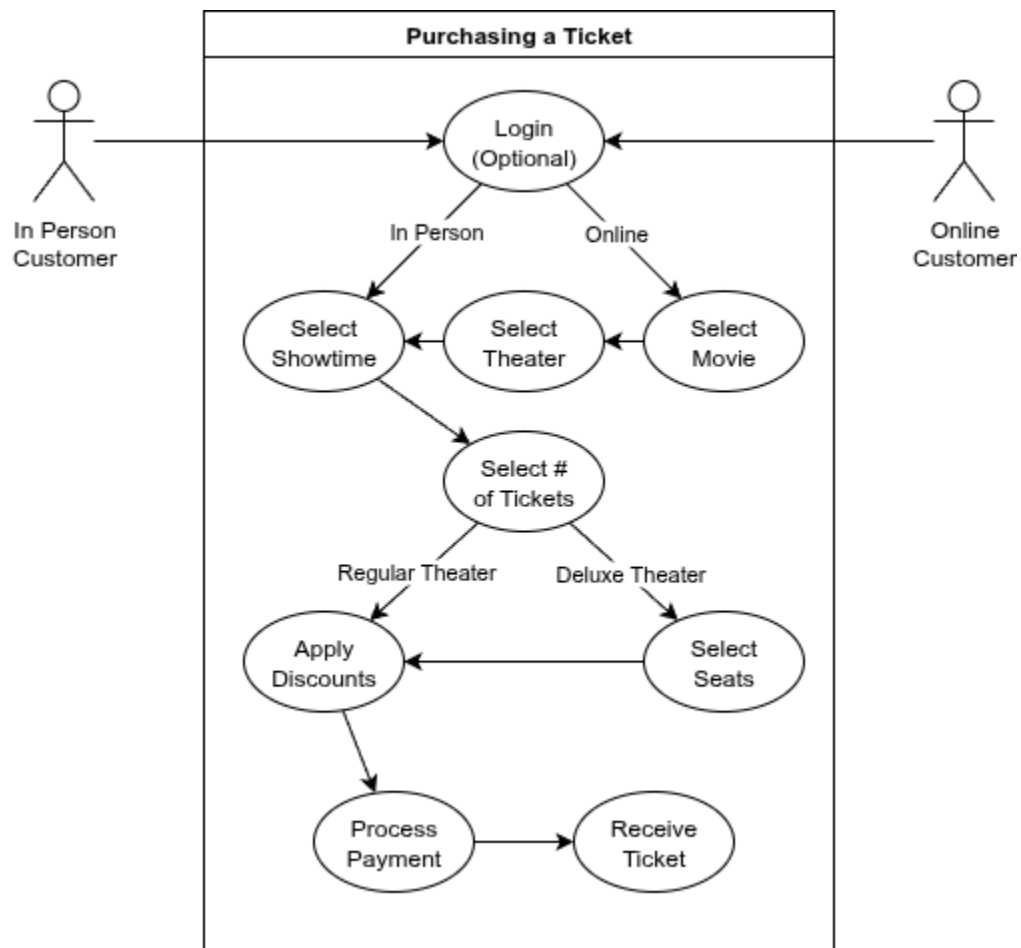 Purchasing a Ticket
Login
(Optional)
In Person
Customer
Online
Customer
In Person
Online
Select
Showtime
Select
Theater
Select
Movie
Select #
of Tickets
Regular Theater
Deluxe Theater
Apply
Discounts
Select
Seats
Process
Payment
Receive
Ticket